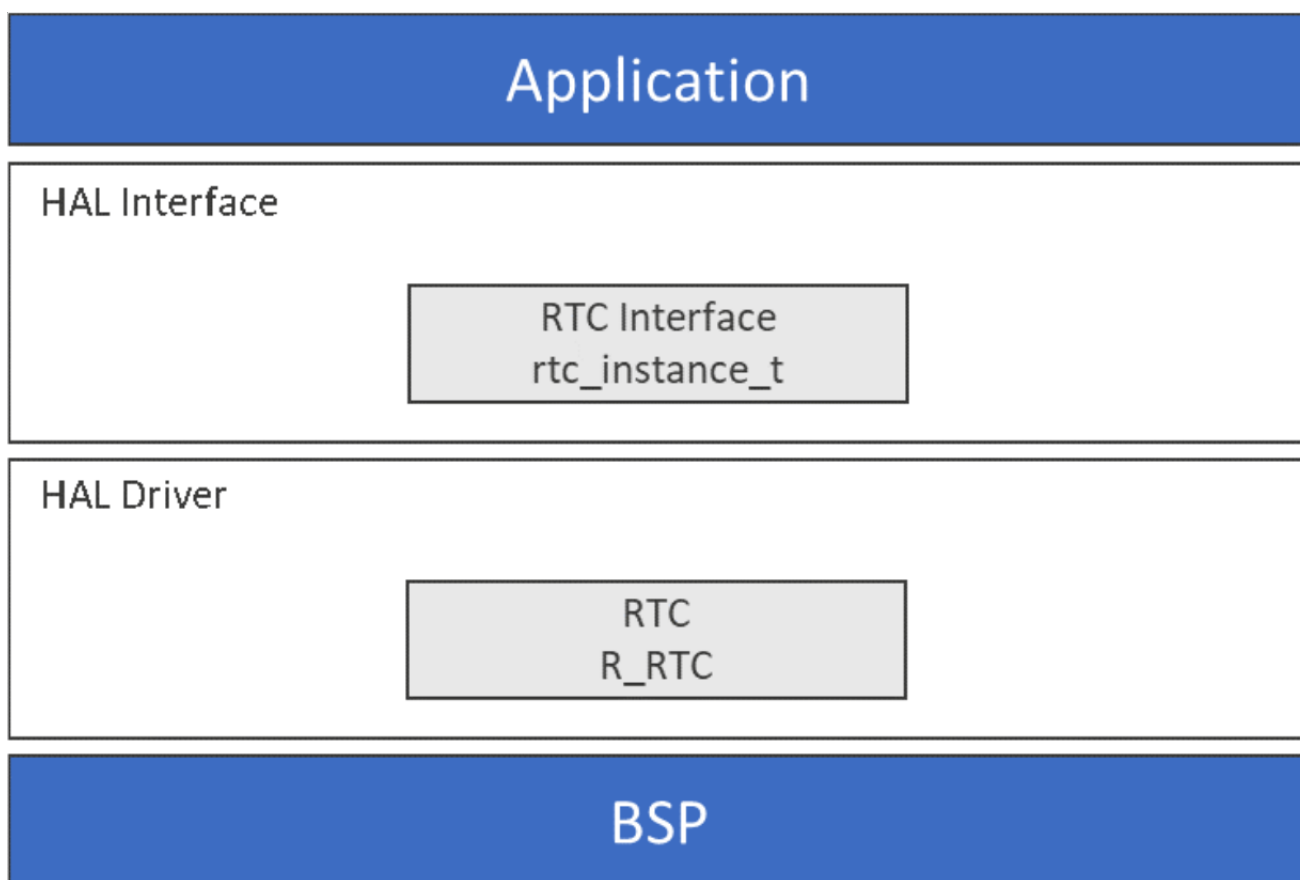 Application
HAL Interface
RTC Interface
rtc_instance_t
HAL Driver
RTC
R_RTC
BSP